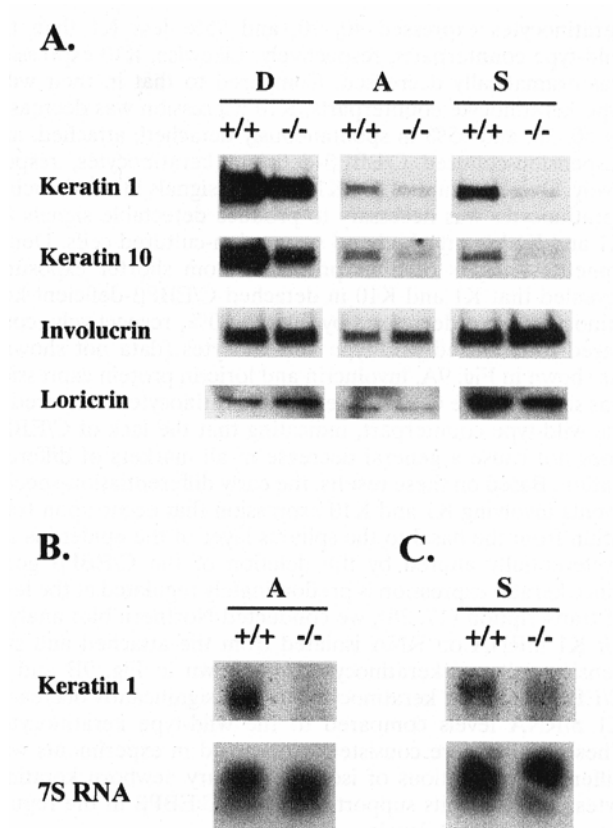 A.
D A S
+/+ -/- +/+ -/- +/+ -/-
Keratin 1
Keratin 10
Involucrin
Loricrin
B. C.
A S
+/+ -/- +/+ -/-
Keratin 1
7S RNA